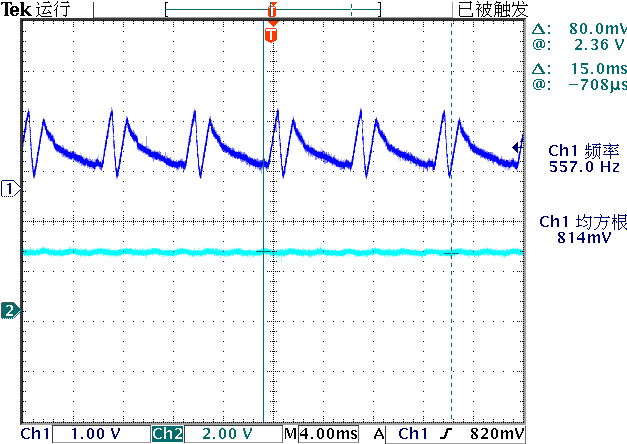 Tek 运行 已被触发
T
Δ: 80.0mV
@: 2.36 V
Δ: 15.0ms
@: -708µs
Ch1 频率
557.0 Hz
1
Ch1 均方根
814mV
2
Ch1 1.00 V Ch2 2.00 V M 4.00ms A Ch1 820mV